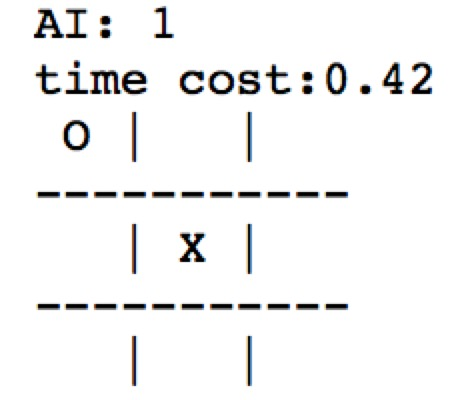 AI: 1
time cost:0.42
 O |   |
-----------
   | X |
-----------
   |   |